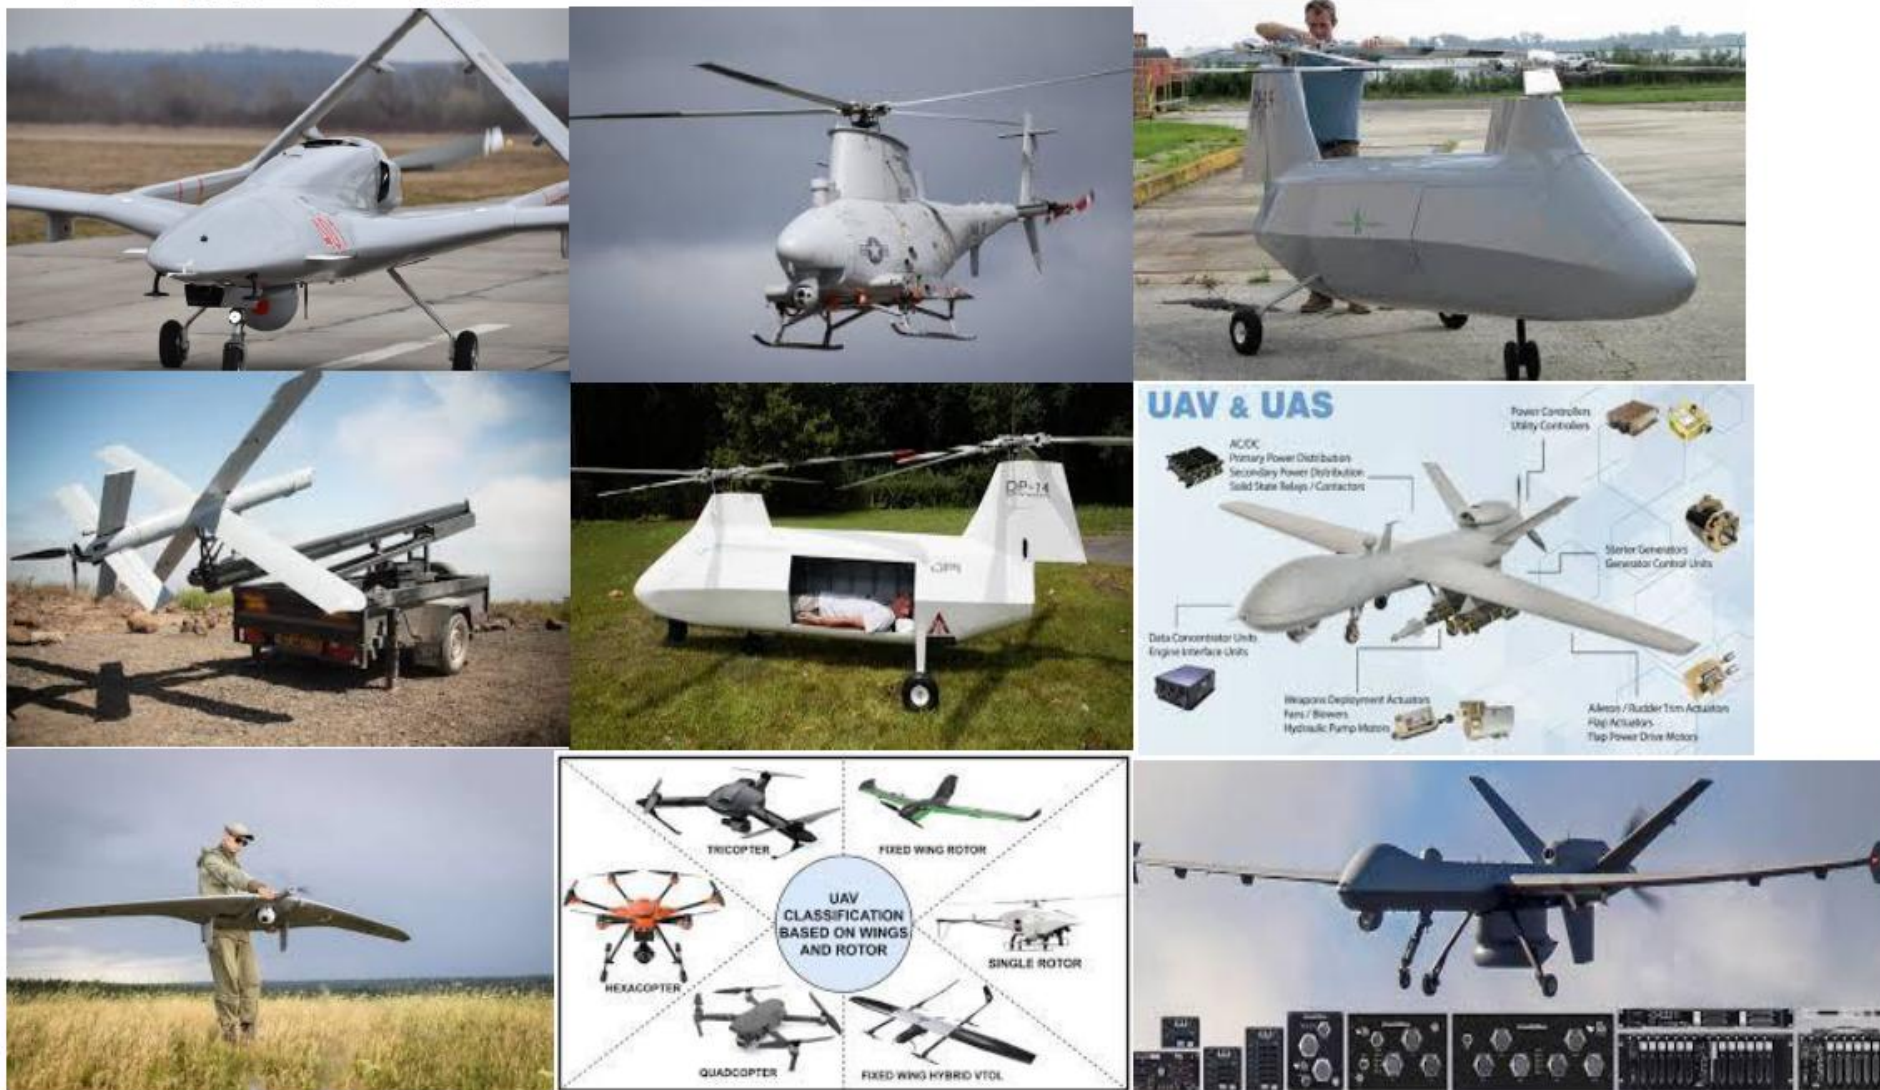 DP-14
UAV & UAS
Power Controllers
Utility Controllers
AC/DC
Primary Power Distribution
Secondary Power Distribution
Solid State Relays / Contactors
Starter Generators
Generator Control Units
Data Concentrator Units
Engine Interface Units
Weapons Deployment Actuators
Fans / Blowers
Hydraulic Pump Motors
Aileron / Rudder Trim Actuators
Flap Actuators
Flap Power Drive Motors
TRICOPTER
FIXED WING ROTOR
UAV
CLASSIFICATION
BASED ON WINGS
AND ROTOR
HEXACOPTER
SINGLE ROTOR
QUADCOPTER
FIXED WING HYBRID VTOL